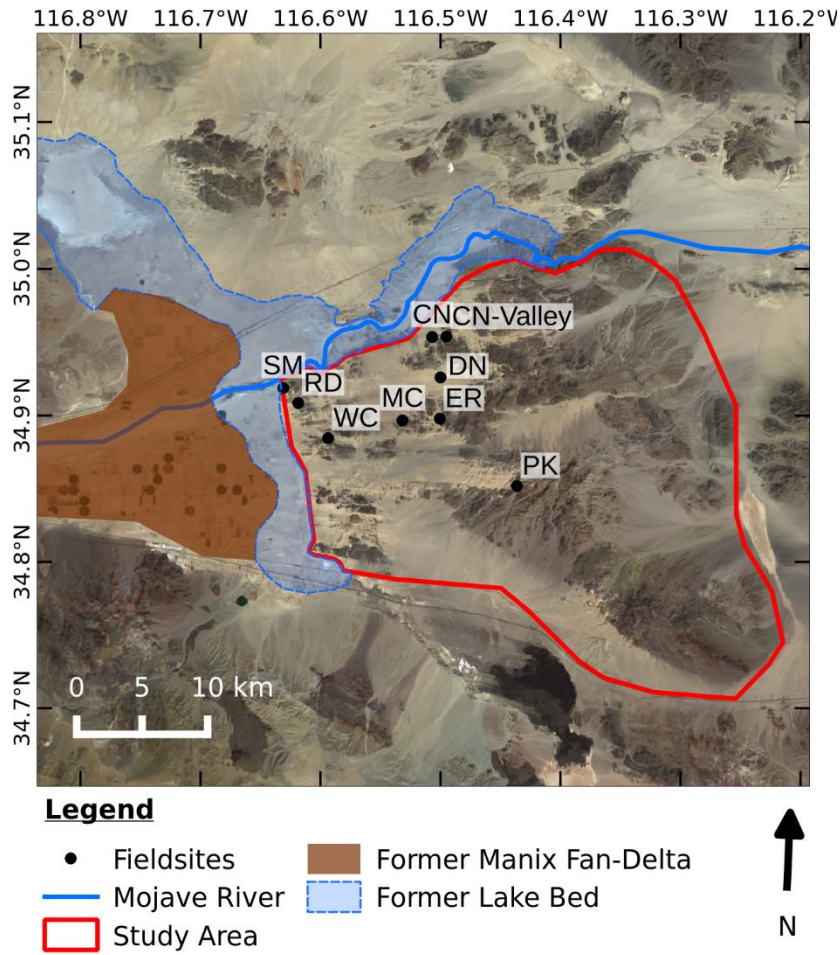 116.8°W 116.7°W 116.6°W 116.5°W 116.4°W 116.3°W 116.2°W
35.1°N
35.0°N
34.9°N
34.8°N
34.7°N
CN CN-Valley
SM
RD
DN
WC
MC
ER
PK
0 5 10 km
Legend
Fieldsites
Former Manix Fan-Delta
Mojave River
Former Lake Bed
Study Area
N